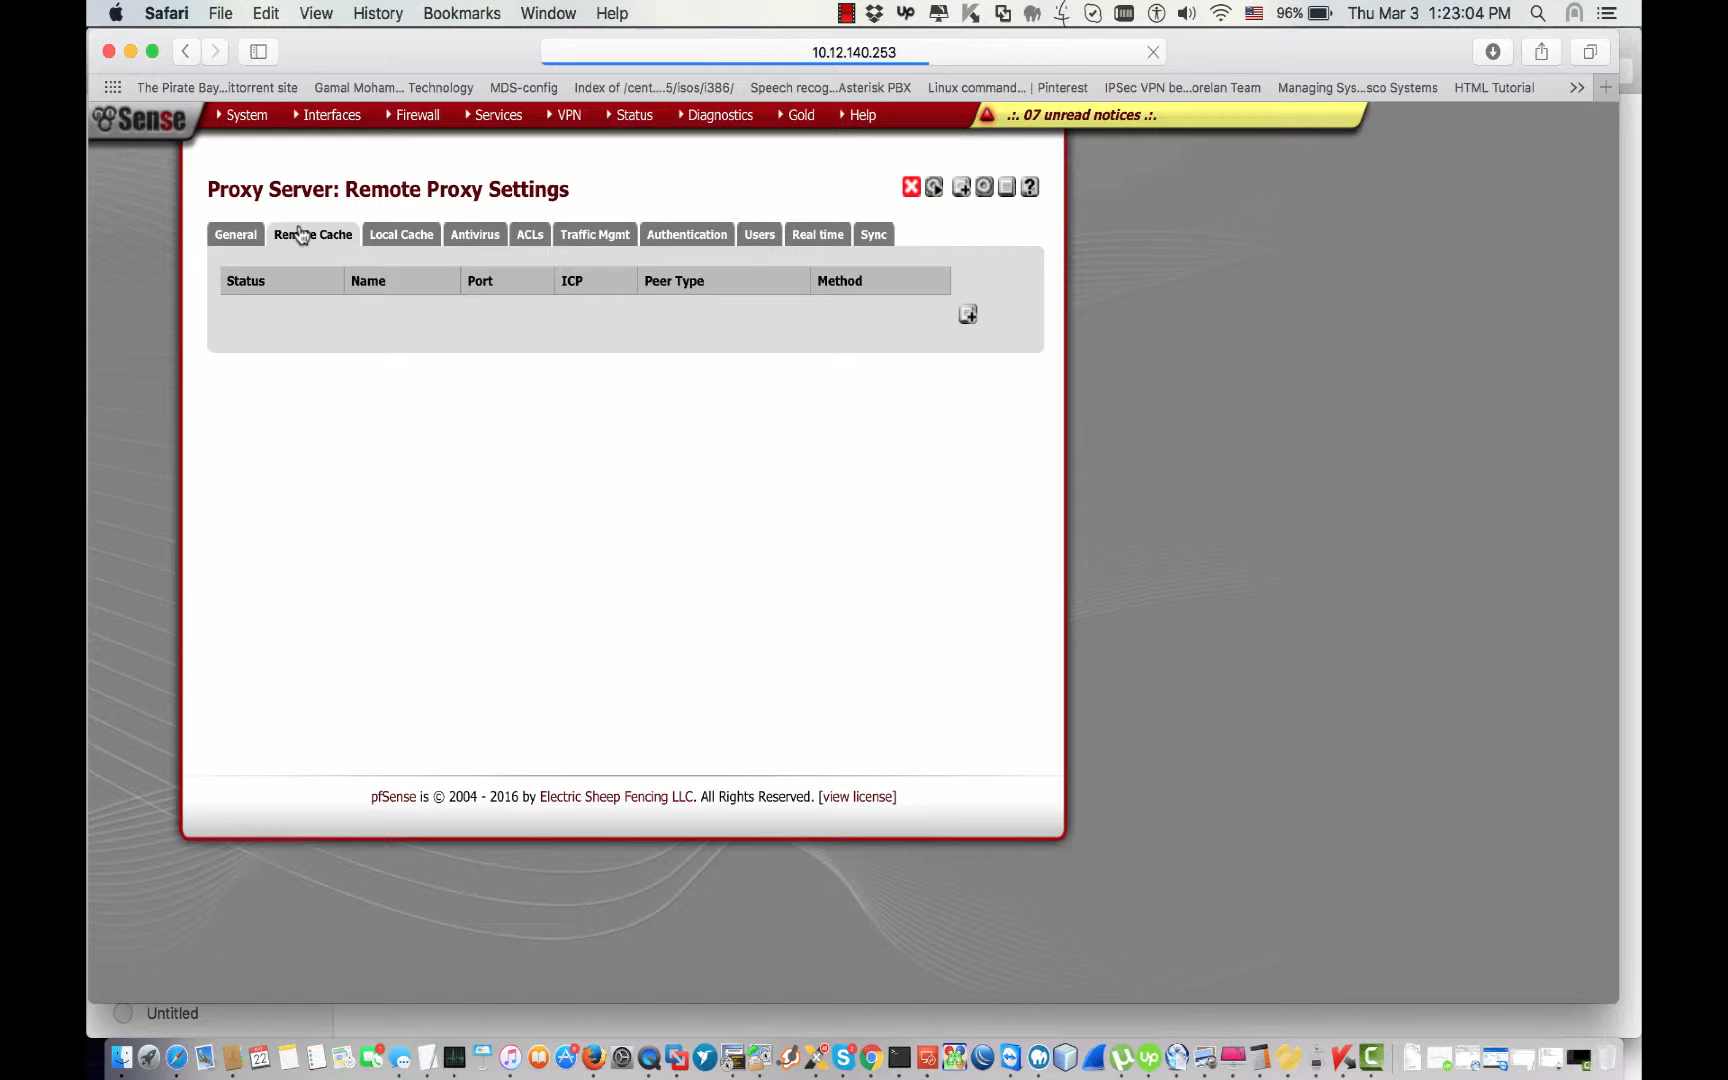 Safari File Edit View History Bookmarks Window Help 96% Thu Mar 3 1:23:04 PM
10.12.140.253
The Pirate Bay...ittorrent site Gamal Moham... Technology MDS-config Index of /cent....5/isos/i386/ Speech recog...Asterisk PBX Linux command... | Pinterest IPSec VPN be...orelan Team Managing Sys...sco Systems HTML Tutorial
Sense System Interfaces Firewall Services VPN Status Diagnostics Gold Help .:. 07 unread notices .:.
Proxy Server: Remote Proxy Settings
General Remote Cache Local Cache Antivirus ACLs Traffic Mgmt Authentication Users Real time Sync
Status Name Port ICP Peer Type Method
pfSense is © 2004 - 2016 by Electric Sheep Fencing LLC. All Rights Reserved. [view license]
Untitled